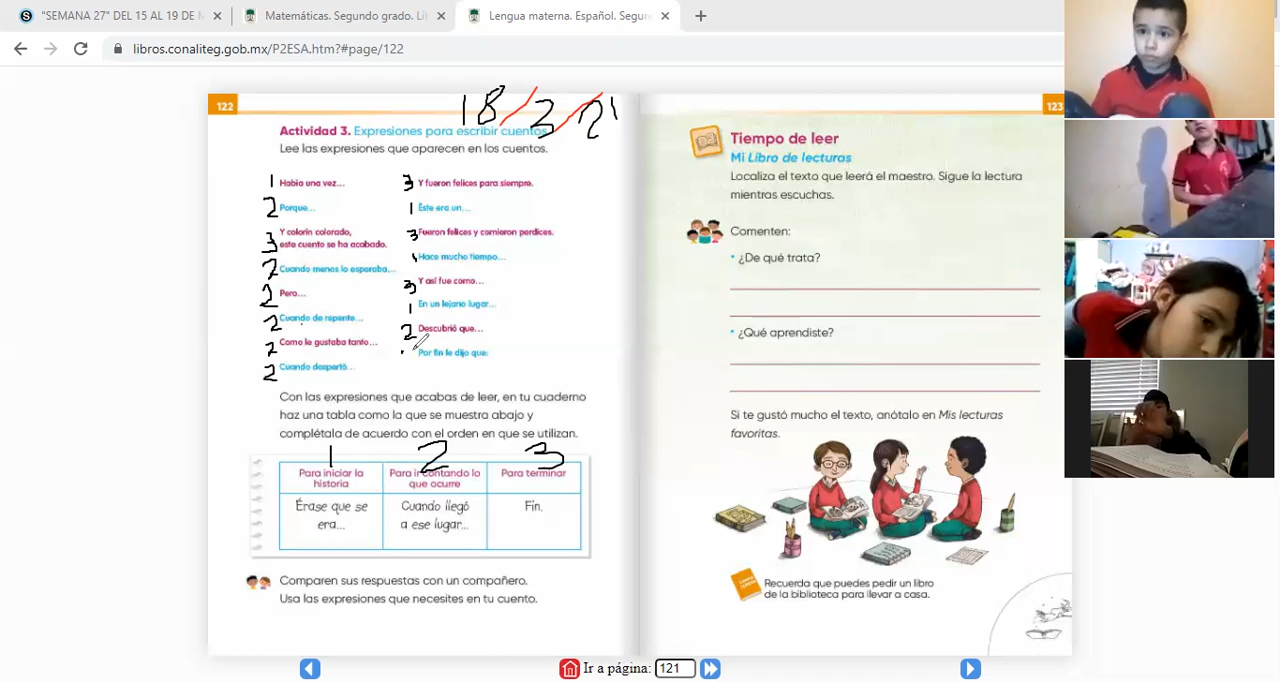 "SEMANA 27" DEL 15 AL 19 DE M
Matemáticas. Segundo grado. Li
Lengua materna. Español. Segun
libros.conaliteg.gob.mx/P2ESA.htm?#page/122
122
18/2/21
Actividad 3. Expresiones para escribir cuentos
Lee las expresiones que aparecen en los cuentos.
1 Había una vez...
2 Porque...
3 Y colorín colorado,
este cuento se ha acabado.
2 Cuando menos lo esperaba,...
2 Pero...
2 Cuando de repente...
2 Como le gustaba tanto...
2 Cuando despertó...
3 Y fueron felices para siempre.
1 Éste era un...
3 Fueron felices y comieron perdices.
1 Hace mucho tiempo...
3 Y así fue como...
1 En un lejano lugar...
2 Descubrió que...
Por fin le dijo que:
Con las expresiones que acabas de leer, en tu cuaderno
haz una tabla como la que se muestra abajo y
complétala de acuerdo con el orden en que se utilizan.
1 2 3
Para iniciar la historia
Para ir contando lo que ocurre
Para terminar
Érase que se era...
Cuando llegó a ese lugar...
Fin.
Comparen sus respuestas con un compañero.
Usa las expresiones que necesites en tu cuento.
123
Tiempo de leer
Mi Libro de lecturas
Localiza el texto que leerá el maestro. Sigue la lectura
mientras escuchas.
Comenten:
• ¿De qué trata?
• ¿Qué aprendiste?
Si te gustó mucho el texto, anótalo en Mis lecturas
favoritas.
Recuerda que puedes pedir un libro
de la biblioteca para llevar a casa.
Ir a página: 121